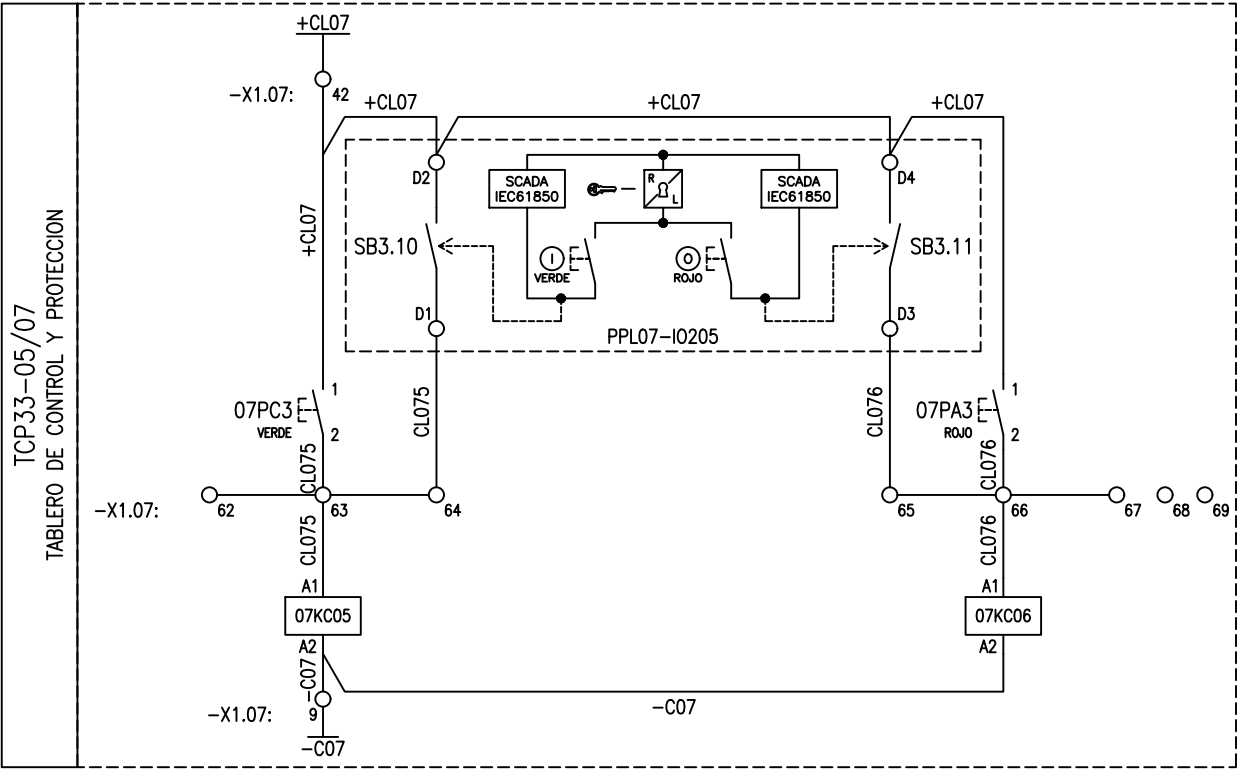 TCP33-05/07
TABLERO DE CONTROL Y PROTECCION
+CL07
-X1.07:
42
+CL07
+CL07
+CL07
D2
SCADA
IEC61850
R
L
SCADA
IEC61850
D4
+CL07
SB3.10
I
VERDE
O
ROJO
SB3.11
D1
D3
PPL07-IO205
1
07PC3
VERDE
2
CL075
CL075
CL076
1
07PA3
ROJO
2
CL076
-X1.07:
62
63
64
65
66
67
68
69
CL075
CL076
A1
07KC05
A2
A1
07KC06
A2
-C07
-X1.07:
9
-C07
-C07